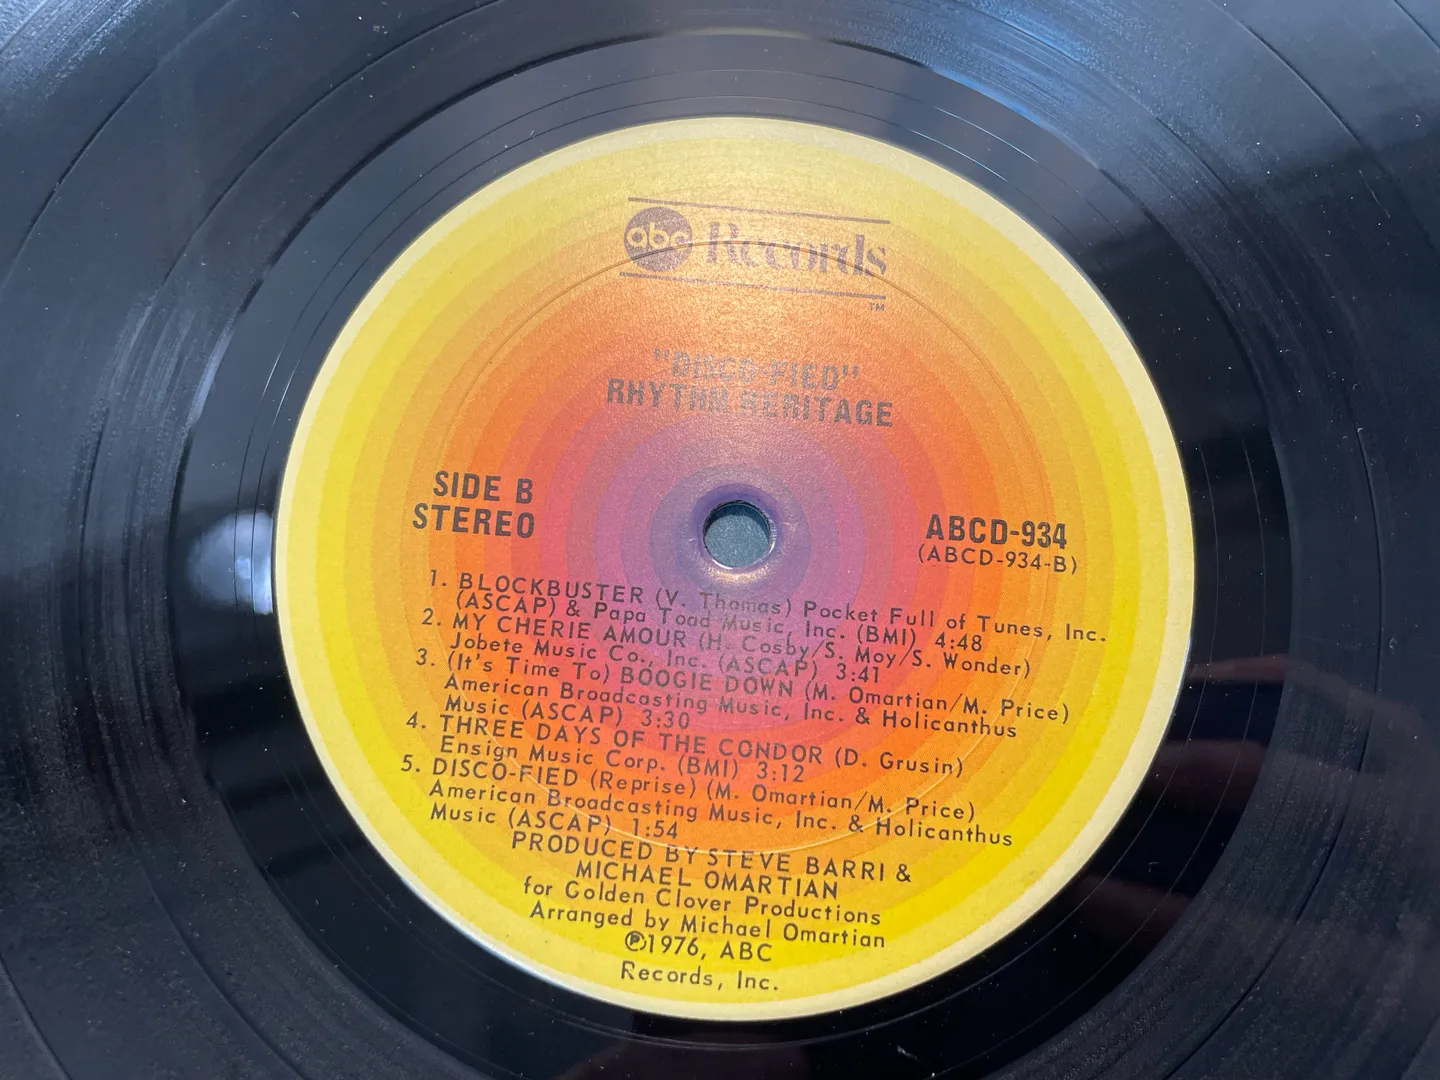 abc Records
TM
"DISCO-FIED"
RHYTHM HERITAGE
SIDE B
STEREO
ABCD-934
(ABCD-934-B)
1. BLOCKBUSTER (V. Thomas) Pocket Full of Tunes, Inc.
(ASCAP) & Papa Toad Music, Inc. (BMI) 4:48
2. MY CHERIE AMOUR (H. Cosby/S. Moy/S. Wonder)
Jobete Music Co., Inc. (ASCAP) 3:41
3. (It's Time To) BOOGIE DOWN (M. Omartian/M. Price)
American Broadcasting Music, Inc. & Holicanthus
Music (ASCAP) 3:30
4. THREE DAYS OF THE CONDOR (D. Grusin)
Ensign Music Corp. (BMI) 3:12
5. DISCO-FIED (Reprise) (M. Omartian/M. Price)
American Broadcasting Music, Inc. & Holicanthus
Music (ASCAP) 1:54
PRODUCED BY STEVE BARRI &
MICHAEL OMARTIAN
for Golden Clover Productions
Arranged by Michael Omartian
℗1976, ABC
Records, Inc.